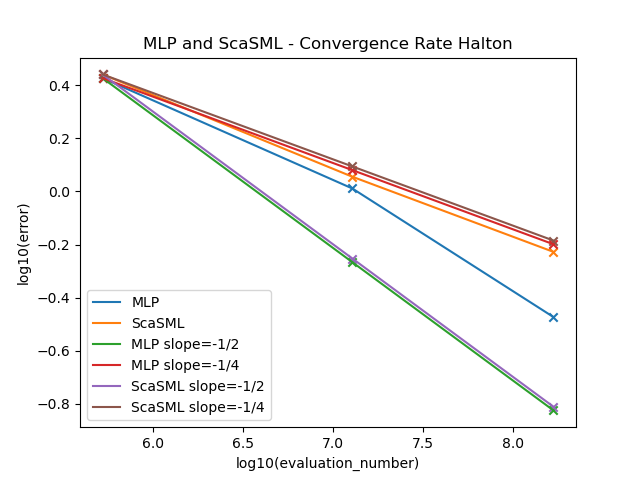 MLP and ScaSML - Convergence Rate Halton
log10(error)
0.4
0.2
0.0
−0.2
−0.4
−0.6
−0.8
MLP
ScaSML
MLP slope=-1/2
MLP slope=-1/4
ScaSML slope=-1/2
ScaSML slope=-1/4
6.0 6.5 7.0 7.5 8.0
log10(evaluation_number)